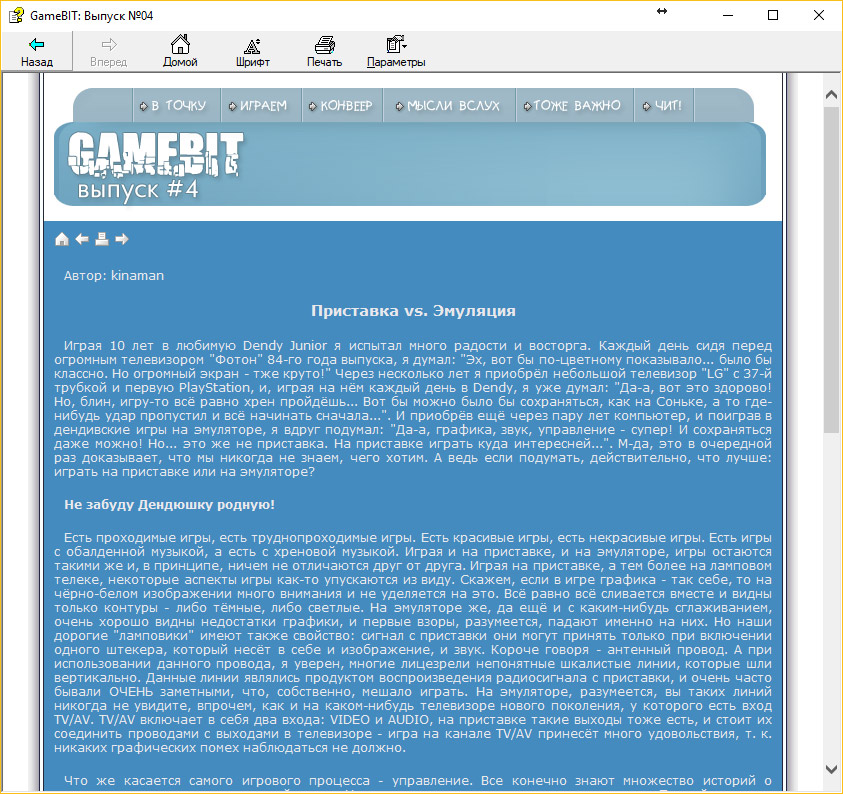 GameBIT: Выпуск №04
Назад Вперед Домой Шрифт Печать Параметры
В ТОЧКУ ИГРАЕМ КОНВЕЕР МЫСЛИ ВСЛУХ ТОЖЕ ВАЖНО ЧИТ!
GAMEBIT
выпуск #4
Автор: kinaman
Приставка vs. Эмуляция
Играя 10 лет в любимую Dendy Junior я испытал много радости и восторга. Каждый день сидя перед
огромным телевизором "Фотон" 84-го года выпуска, я думал: "Эх, вот бы по-цветному показывало... было бы
классно. Но огромный экран - тже круто!" Через несколько лет я приобрёл небольшой телевизор "LG" с 37-й
трубкой и первую PlayStation, и, играя на нём каждый день в Dendy, я уже думал: "Да-а, вот это здорово!
Но, блин, игру-то всё равно хрен пройдёшь... Вот бы можно было бы сохраняться, как на Соньке, а то где-
нибудь удар пропустил и всё начинать сначала...". И приобрёв ещё через пару лет компьютер, и поиграв в
дендивские игры на эмуляторе, я вдруг подумал: "Да-а, графика, звук, управление - супер! И сохраняться
даже можно! Но... это же не приставка. На приставке играть куда интересней...". М-да, это в очередной
раз доказывает, что мы никогда не знаем, чего хотим. А ведь если подумать, действительно, что лучше:
играть на приставке или на эмуляторе?
Не забуду Дендюшку родную!
Есть проходимые игры, есть труднопроходимые игры. Есть красивые игры, есть некрасивые игры. Есть игры
с обалденной музыкой, а есть с хреновой музыкой. Играя и на приставке, и на эмуляторе, игры остаются
такими же и, в принципе, ничем не отличаются друг от друга. Играя на приставке, а тем более на ламповом
телеке, некоторые аспекты игры как-то упускаются из виду. Скажем, если в игре графика - так себе, то на
чёрно-белом изображении много внимания и не уделяется на это. Всё равно всё сливается вместе и видны
только контуры - либо тёмные, либо светлые. На эмуляторе же, да ещё и с каким-нибудь сглаживанием,
очень хорошо видны недостатки графики, и первые взоры, разумеется, падают именно на них. Но наши
дорогие "ламповики" имеют также свойство: сигнал с приставки они могут принять только при включении
одного штекера, который несёт в себе и изображение, и звук. Короче говоря - антенный провод. А при
использовании данного провода, я уверен, многие лицезрели непонятные шкалистые линии, которые шли
вертикально. Данные линии являлись продуктом воспроизведения радиосигнала с приставки, и очень часто
бывали ОЧЕНЬ заметными, что, собственно, мешало играть. На эмуляторе, разумеется, вы таких линий
никогда не увидите, впрочем, как и на каком-нибудь телевизоре нового поколения, у которого есть вход
TV/AV. TV/AV включает в себя два входа: VIDEO и AUDIO, на приставке такие выходы тоже есть, и стоит их
соединить проводами с выходами в телевизоре - игра на канале TV/AV принесёт много удовольствия, т. к.
никаких графических помех наблюдаться не должно.
Что же касается самого игрового процесса - управление. Все конечно знают множество историй о